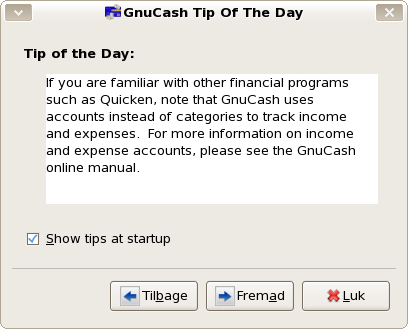 GnuCash Tip Of The Day
Tip of the Day:
If you are familiar with other financial programs
such as Quicken, note that GnuCash uses
accounts instead of categories to track income
and expenses.  For more information on income
and expense accounts, please see the GnuCash
online manual.
Show tips at startup
Tilbage
Fremad
Luk